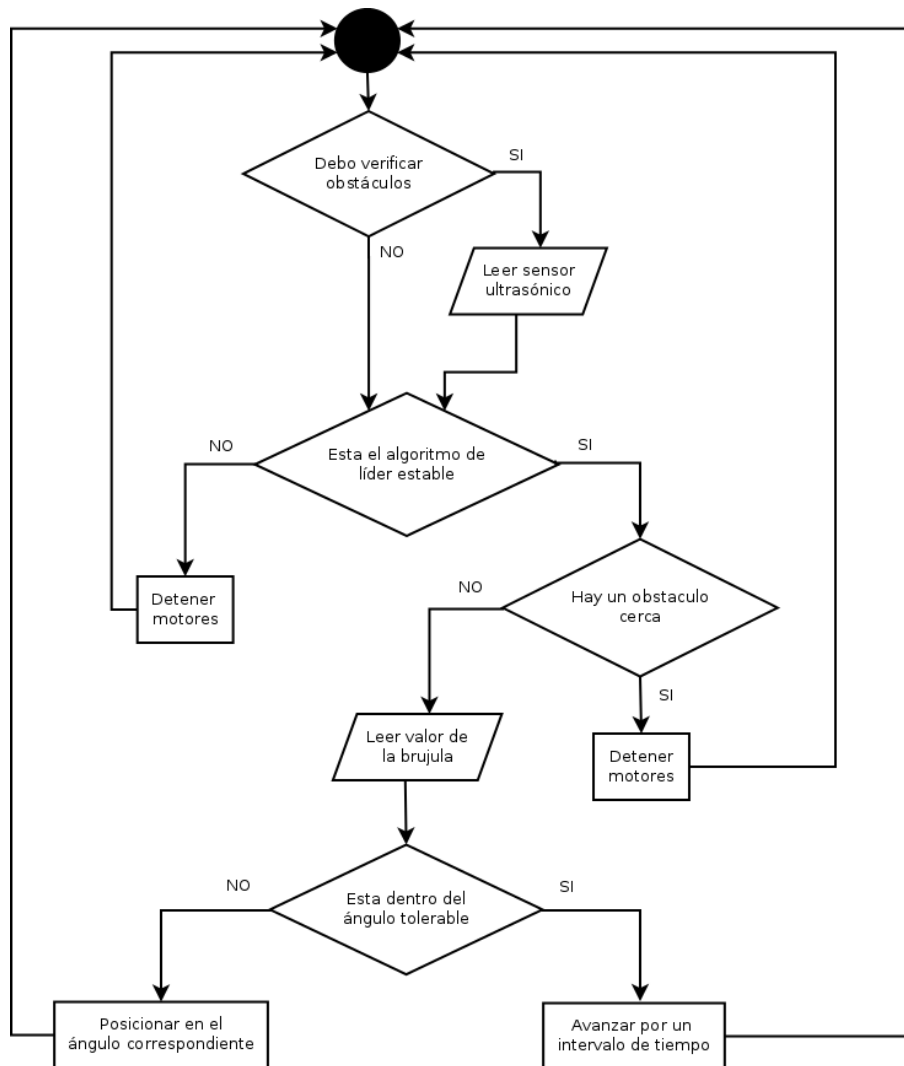 Debo verificar
obstáculos
SI
NO
Leer sensor
ultrasónico
Esta el algoritmo de
líder estable
NO
SI
Detener
motores
Hay un obstaculo
cerca
NO
SI
Leer valor de
la brujula
Detener
motores
Esta dentro del
ángulo tolerable
NO
SI
Posicionar en el
ángulo correspondiente
Avanzar por un
intervalo de tiempo